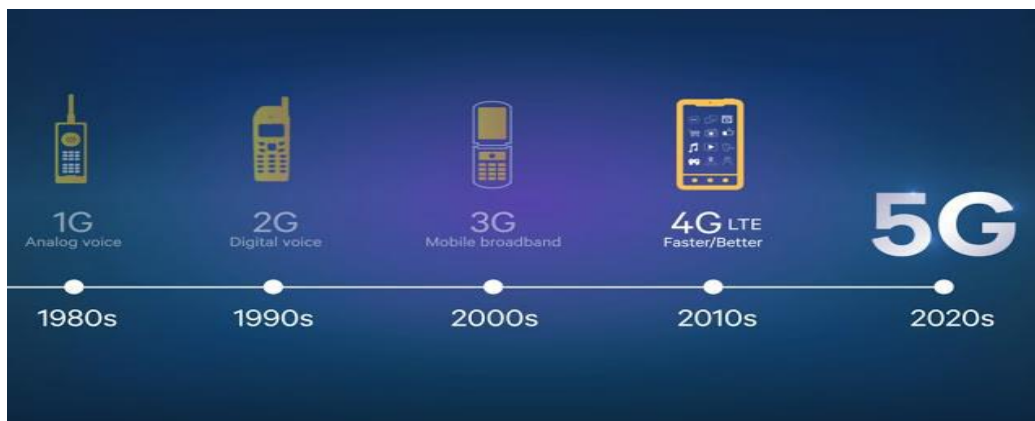 1G
Analog voice
2G
Digital voice
3G
Mobile broadband
4G LTE
Faster/Better
5G
1980s
1990s
2000s
2010s
2020s